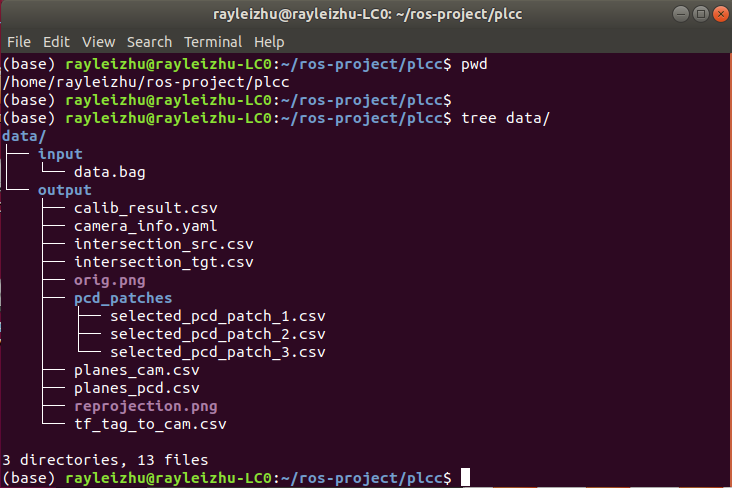 rayleizhu@rayleizhu-LC0: ~/ros-project/plcc
File Edit View Search Terminal Help
(base) rayleizhu@rayleizhu-LC0:~/ros-project/plcc$ pwd
/home/rayleizhu/ros-project/plcc
(base) rayleizhu@rayleizhu-LC0:~/ros-project/plcc$
(base) rayleizhu@rayleizhu-LC0:~/ros-project/plcc$ tree data/
data/
├── input
│   └── data.bag
└── output
    ├── calib_result.csv
    ├── camera_info.yaml
    ├── intersection_src.csv
    ├── intersection_tgt.csv
    ├── orig.png
    ├── pcd_patches
    │   ├── selected_pcd_patch_1.csv
    │   ├── selected_pcd_patch_2.csv
    │   └── selected_pcd_patch_3.csv
    ├── planes_cam.csv
    ├── planes_pcd.csv
    ├── reprojection.png
    └── tf_tag_to_cam.csv
3 directories, 13 files
(base) rayleizhu@rayleizhu-LC0:~/ros-project/plcc$